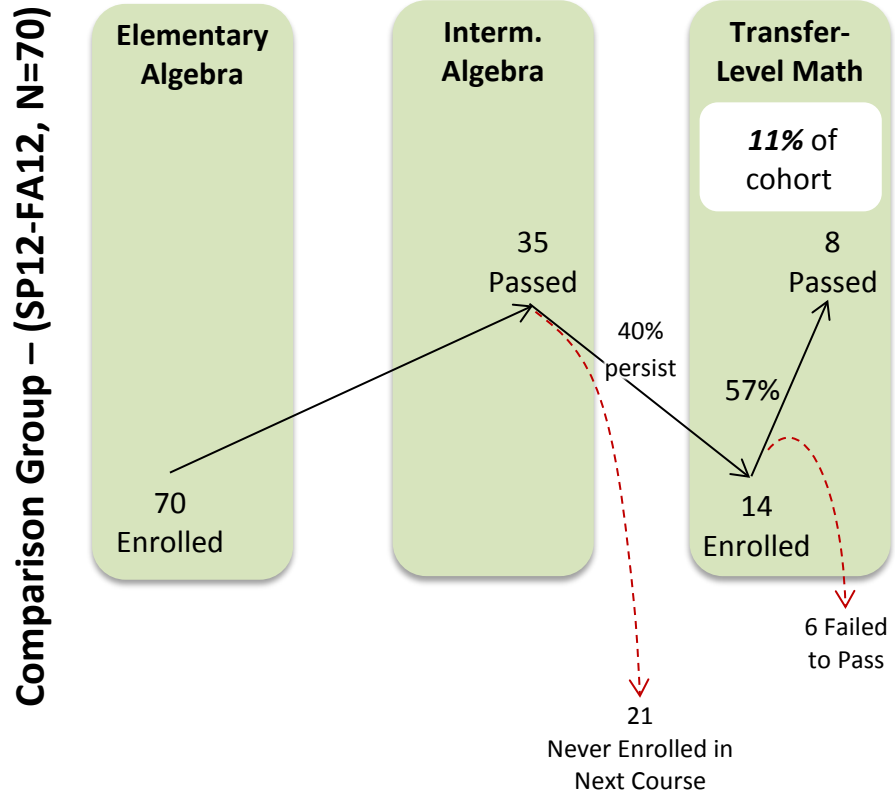 Comparison Group – (SP12-FA12, N=70)
Elementary
Algebra
Interm.
Algebra
Transfer-
Level Math
11% of
cohort
35
Passed
8
Passed
40%
persist
57%
70
Enrolled
14
Enrolled
6 Failed
to Pass
21
Never Enrolled in
Next Course